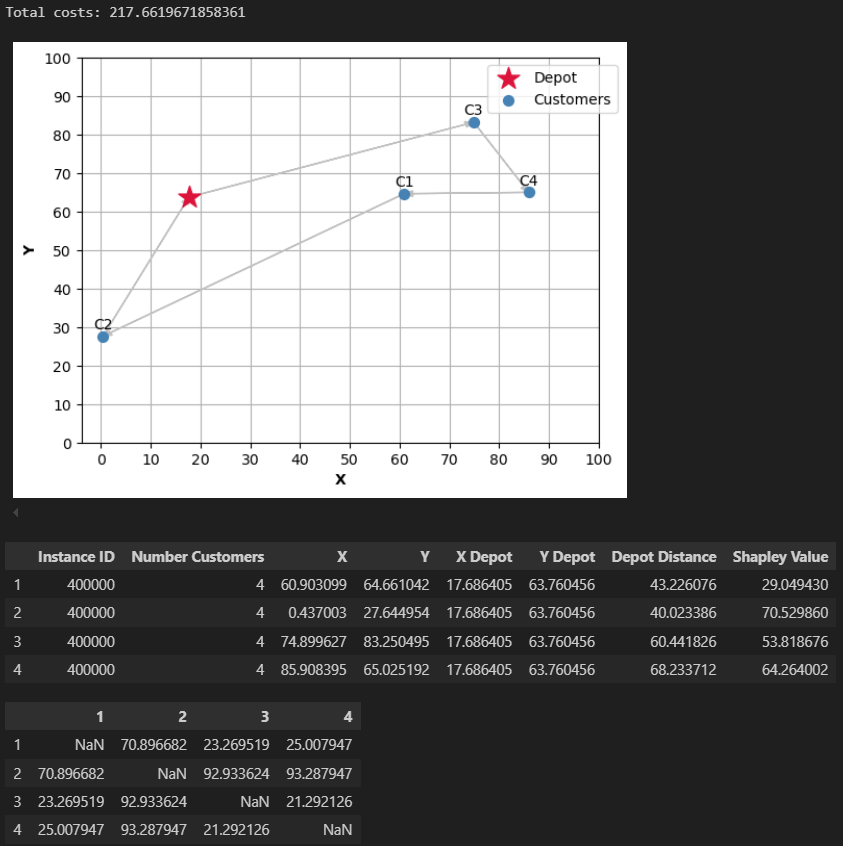 Total costs: 217.6619671858361
Depot
Customers
100
90
80
70
60
50
40
30
20
10
0
Y
C3
C1
C4
C2
0 10 20 30 40 50 60 70 80 90 100
X
Instance ID Number Customers X Y X Depot Y Depot Depot Distance Shapley Value
1 400000 4 60.903099 64.661042 17.686405 63.760456 43.226076 29.049430
2 400000 4 0.437003 27.644954 17.686405 63.760456 40.023386 70.529860
3 400000 4 74.899627 83.250495 17.686405 63.760456 60.441826 53.818676
4 400000 4 85.908395 65.025192 17.686405 63.760456 68.233712 64.264002
1 2 3 4
1 NaN 70.896682 23.269519 25.007947
2 70.896682 NaN 92.933624 93.287947
3 23.269519 92.933624 NaN 21.292126
4 25.007947 93.287947 21.292126 NaN